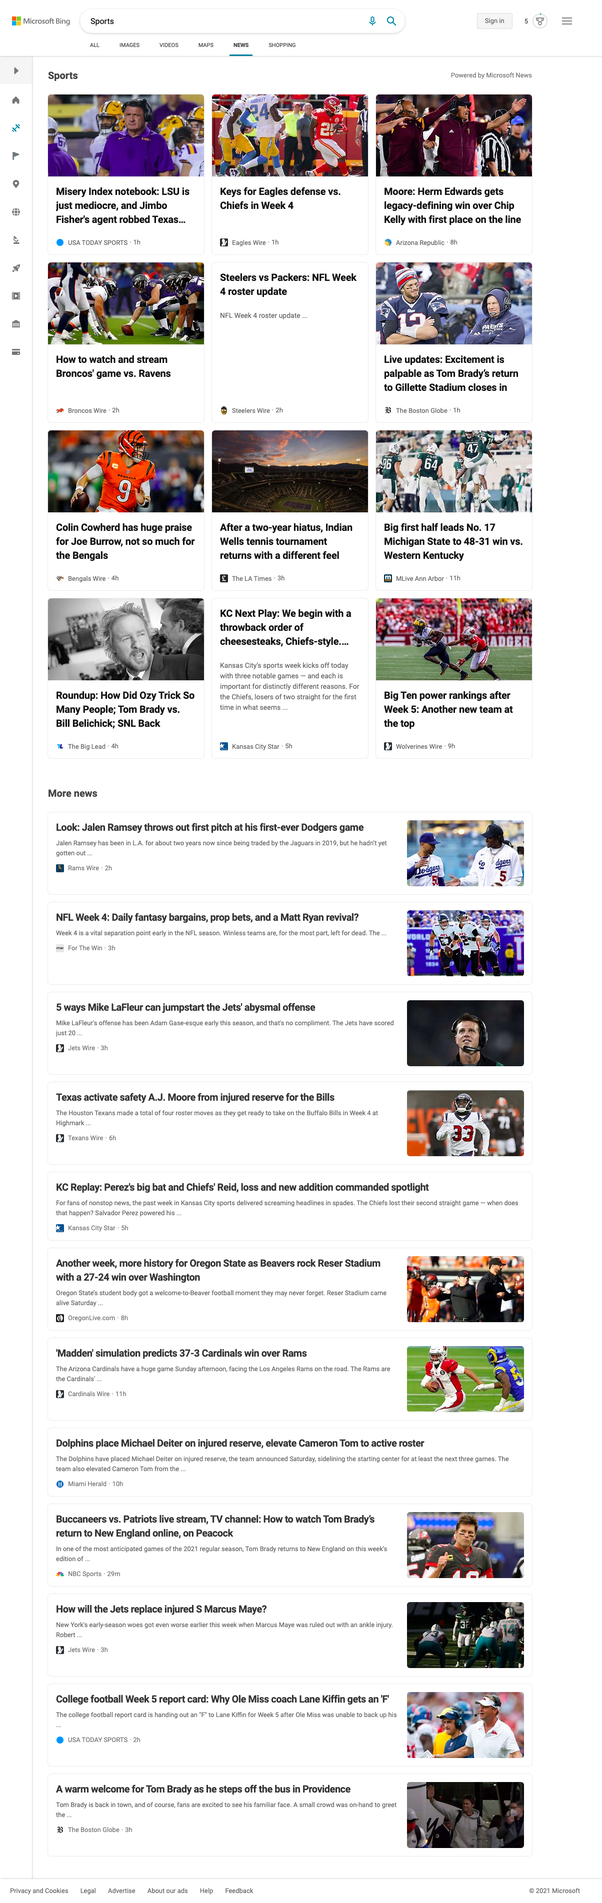 Microsoft Bing
Sports
Sign in
5
ALL IMAGES VIDEOS MAPS NEWS SHOPPING
Sports
Powered by Microsoft News
Misery Index notebook: LSU is
just mediocre, and Jimbo
Fisher's agent robbed Texas...
USA TODAY SPORTS · 1h
Keys for Eagles defense vs.
Chiefs in Week 4
Eagles Wire · 1h
Moore: Herm Edwards gets
legacy-defining win over Chip
Kelly with first place on the line
Arizona Republic · 8h
How to watch and stream
Broncos' game vs. Ravens
Broncos Wire · 2h
Steelers vs Packers: NFL Week
4 roster update
NFL Week 4 roster update ...
Steelers Wire · 2h
Live updates: Excitement is
palpable as Tom Brady's return
to Gillette Stadium closes in
The Boston Globe · 1h
Colin Cowherd has huge praise
for Joe Burrow, not so much for
the Bengals
Bengals Wire · 4h
After a two-year hiatus, Indian
Wells tennis tournament
returns with a different feel
The LA Times · 3h
Big first half leads No. 17
Michigan State to 48-31 win vs.
Western Kentucky
MLive Ann Arbor · 11h
Roundup: How Did Ozy Trick So
Many People; Tom Brady vs.
Bill Belichick; SNL Back
The Big Lead · 4h
KC Next Play: We begin with a
throwback order of
cheesesteaks, Chiefs-style....
Kansas City's sports week kicks off today
with three notable games — and each is
important for distinctly different reasons. For
the Chiefs, losers of two straight for the first
time in what seems ...
Kansas City Star · 5h
Big Ten power rankings after
Week 5: Another new team at
the top
Wolverines Wire · 9h
More news
Look: Jalen Ramsey throws out first pitch at his first-ever Dodgers game
Jalen Ramsey has been in L.A. for about two years now since being traded by the Jaguars in 2019, but he hadn't yet
gotten out ...
Rams Wire · 2h
NFL Week 4: Daily fantasy bargains, prop bets, and a Matt Ryan revival?
Week 4 is a vital separation point early in the NFL season. Winless teams are, for the most part, left for dead. The ...
For The Win · 3h
5 ways Mike LaFleur can jumpstart the Jets' abysmal offense
Mike LaFleur's offense has been Adam Gase-esque early this season, and that's no compliment. The Jets have scored
just 20 ...
Jets Wire · 3h
Texas activate safety A.J. Moore from injured reserve for the Bills
The Houston Texans made a total of four roster moves as they get ready to take on the Buffalo Bills in Week 4 at
Highmark ...
Texans Wire · 6h
KC Replay: Perez's big bat and Chiefs' Reid, loss and new addition commanded spotlight
For fans of nonstop news, the past week in Kansas City sports delivered screaming headlines in spades. The Chiefs lost their second straight game — when does
that happen? Salvador Perez powered his ...
Kansas City Star · 5h
Another week, more history for Oregon State as Beavers rock Reser Stadium
with a 27-24 win over Washington
Oregon State's student body got a welcome-to-Beaver football moment they may never forget. Reser Stadium came
alive Saturday ...
OregonLive.com · 8h
'Madden' simulation predicts 37-3 Cardinals win over Rams
The Arizona Cardinals have a huge game Sunday afternoon, facing the Los Angeles Rams on the road. The Rams are
the Cardinals' ...
Cardinals Wire · 11h
Dolphins place Michael Deiter on injured reserve, elevate Cameron Tom to active roster
The Dolphins have placed Michael Deiter on injured reserve, the team announced Saturday, sidelining the starting center for at least the next three games. The
team also elevated Cameron Tom from the ...
Miami Herald · 10h
Buccaneers vs. Patriots live stream, TV channel: How to watch Tom Brady's
return to New England online, on Peacock
In one of the most anticipated games of the 2021 regular season, Tom Brady returns to New England on this week's
edition of ...
NBC Sports · 29m
How will the Jets replace injured S Marcus Maye?
New York's early-season woes got even worse earlier this week when Marcus Maye was ruled out with an ankle injury.
Robert ...
Jets Wire · 3h
College football Week 5 report card: Why Ole Miss coach Lane Kiffin gets an 'F'
The college football report card is handing out an "F" to Lane Kiffin for Week 5 after Ole Miss was unable to back up his
...
USA TODAY SPORTS · 2h
A warm welcome for Tom Brady as he steps off the bus in Providence
Tom Brady is back in town, and of course, fans are excited to see his familiar face. A small crowd was on-hand to greet
the ...
The Boston Globe · 3h
Privacy and Cookies Legal Advertise About our ads Help Feedback
© 2021 Microsoft